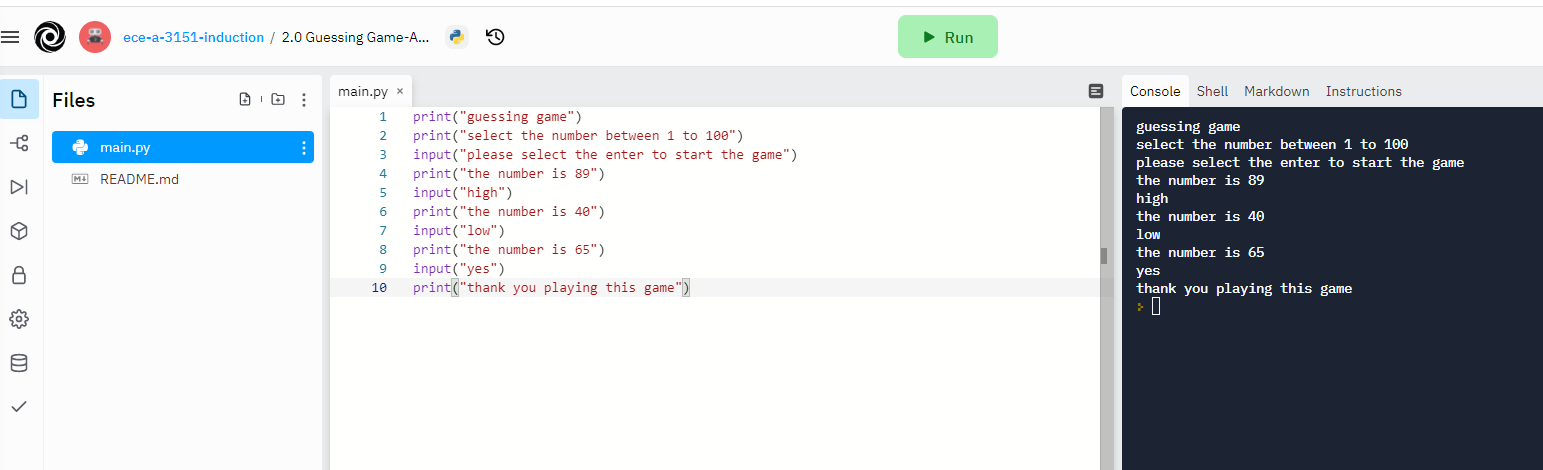 ece-a-3151-induction / 2.0 Guessing Game-A...
Run
Files
main.py
README.md
M↓
main.py ×
1 print("guessing game")
2 print("select the number between 1 to 100")
3 input("please select the enter to start the game")
4 print("the number is 89")
5 input("high")
6 print("the number is 40")
7 input("low")
8 print("the number is 65")
9 input("yes")
10 print("thank you playing this game")
Console Shell Markdown Instructions
guessing game
select the number between 1 to 100
please select the enter to start the game
the number is 89
high
the number is 40
low
the number is 65
yes
thank you playing this game